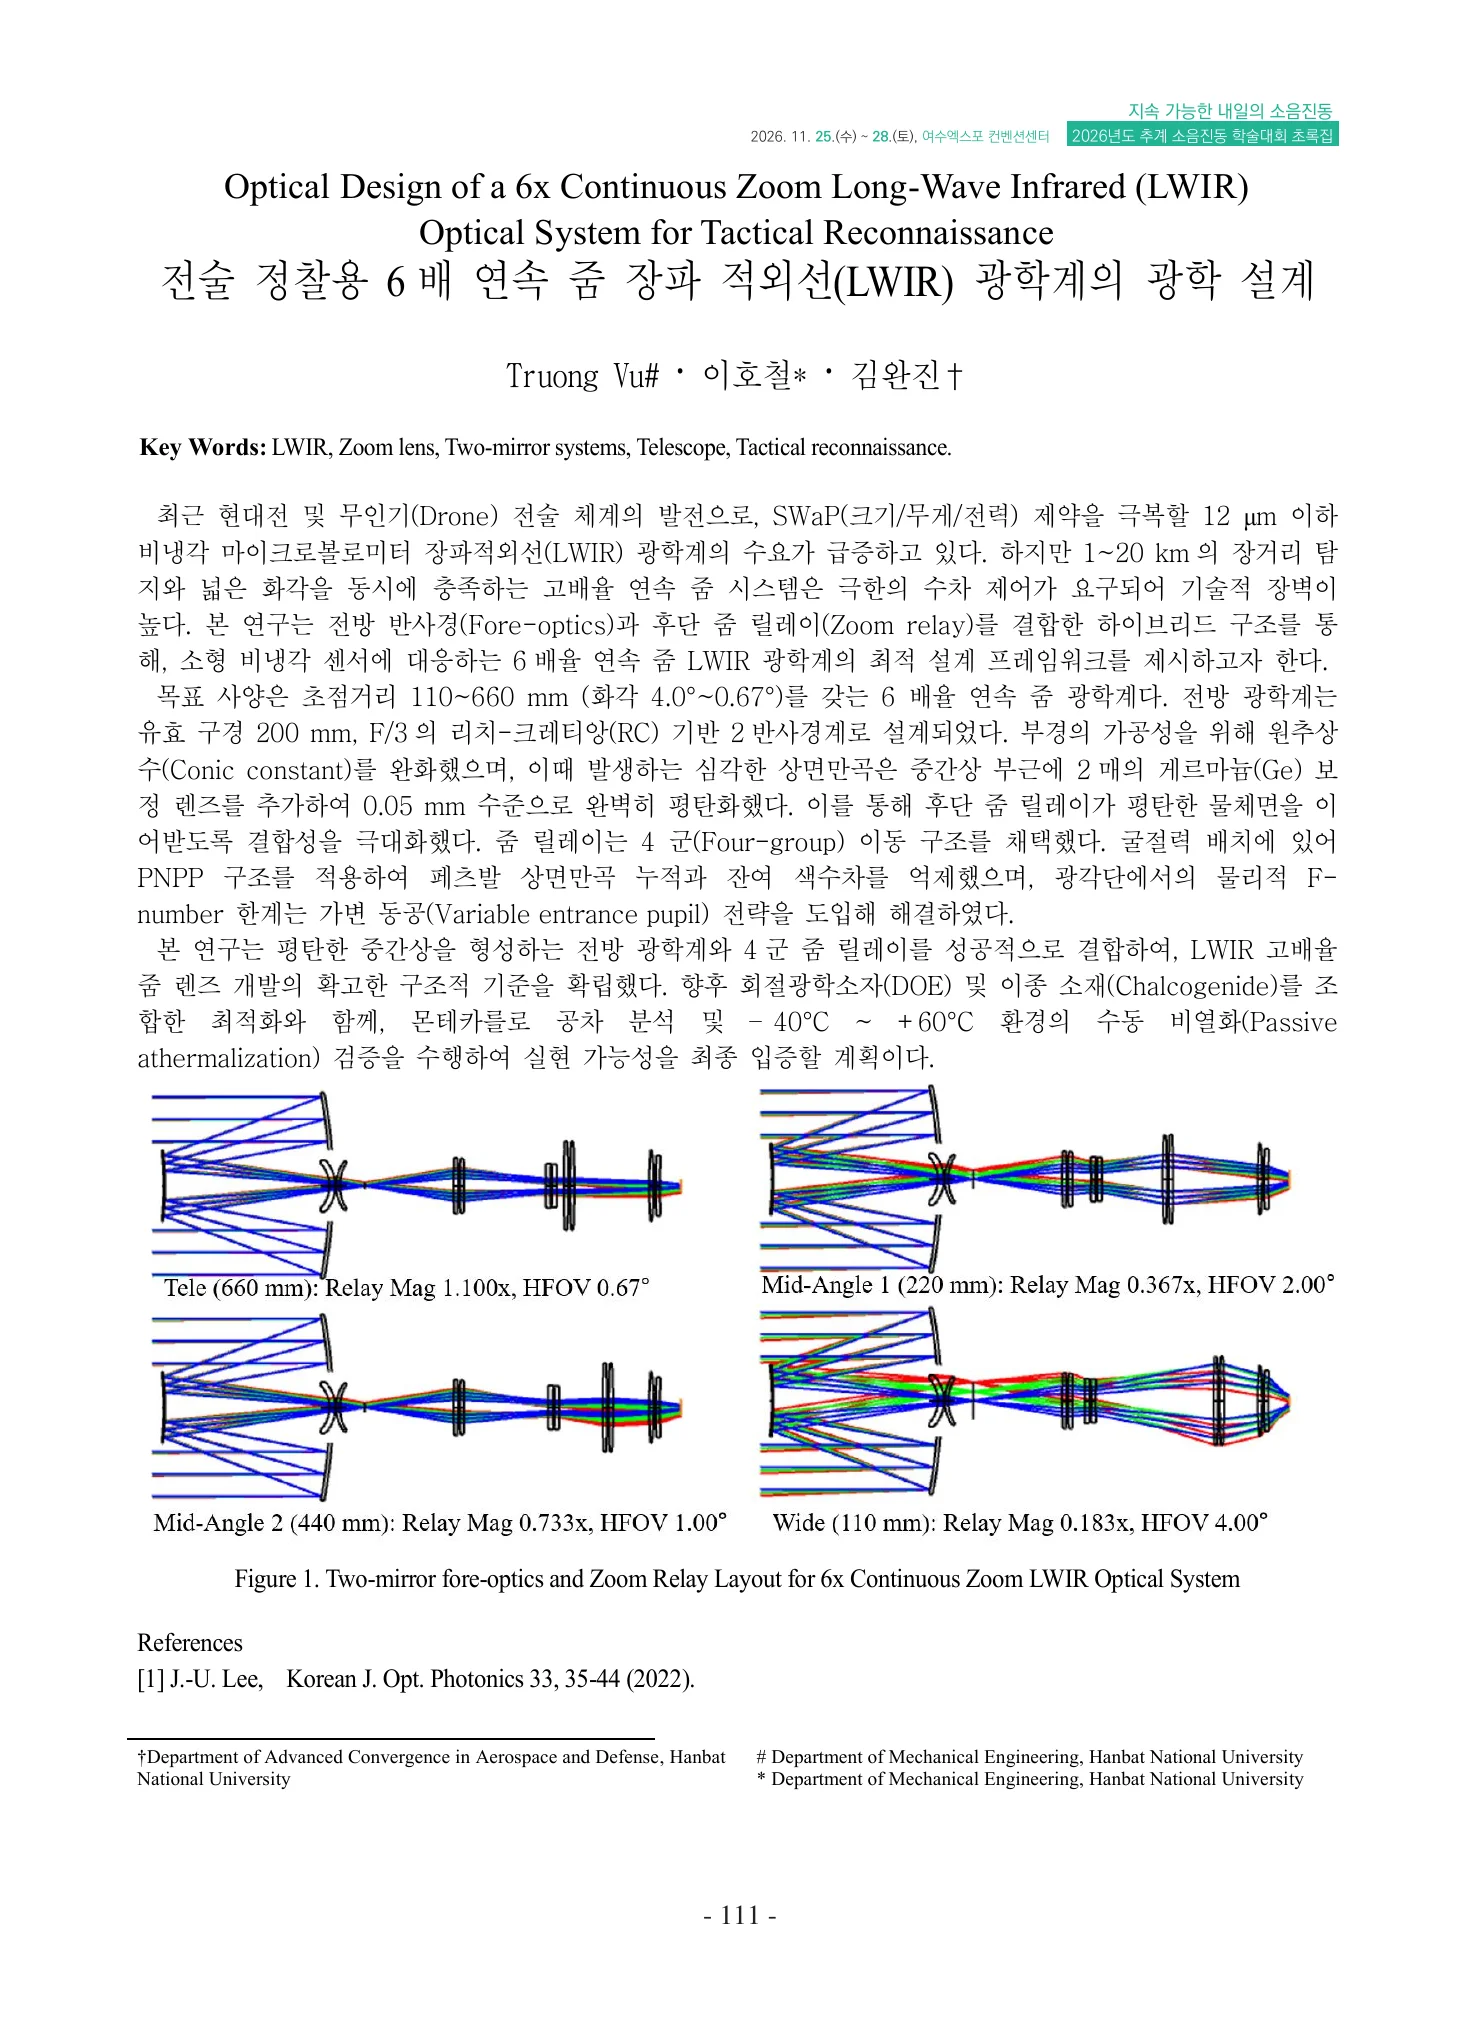 지속 가능한 내일의 소음진동
2026. 11. 25.(수) ~ 28.(토), 여수엑스포 컨벤션센터 2026년도 추계 소음진동 학술대회 초록집
Optical Design of a 6x Continuous Zoom Long-Wave Infrared (LWIR)
Optical System for Tactical Reconnaissance
전술 정찰용 6 배 연속 줌 장파 적외선(LWIR) 광학계의 광학 설계
Truong Vu# · 이호철* · 김완진†
Key Words: LWIR, Zoom lens, Two-mirror systems, Telescope, Tactical reconnaissance.
최근 현대전 및 무인기(Drone) 전술 체계의 발전으로, SWaP(크기/무게/전력) 제약을 극복할 12 μm 이하
비냉각 마이크로볼로미터 장파적외선(LWIR) 광학계의 수요가 급증하고 있다. 하지만 1~20 km 의 장거리 탐
지와 넓은 화각을 동시에 충족하는 고배율 연속 줌 시스템은 극한의 수차 제어가 요구되어 기술적 장벽이
높다. 본 연구는 전방 반사경(Fore-optics)과 후단 줌 릴레이(Zoom relay)를 결합한 하이브리드 구조를 통
해, 소형 비냉각 센서에 대응하는 6 배율 연속 줌 LWIR 광학계의 최적 설계 프레임워크를 제시하고자 한다.
목표 사양은 초점거리 110~660 mm (화각 4.0°~0.67°)를 갖는 6 배율 연속 줌 광학계다. 전방 광학계는
유효 구경 200 mm, F/3 의 리치-크레티앙(RC) 기반 2 반사경계로 설계되었다. 부경의 가공성을 위해 원추상
수(Conic constant)를 완화했으며, 이때 발생하는 심각한 상면만곡은 중간상 부근에 2 매의 게르마늄(Ge) 보
정 렌즈를 추가하여 0.05 mm 수준으로 완벽히 평탄화했다. 이를 통해 후단 줌 릴레이가 평탄한 물체면을 이
어받도록 결합성을 극대화했다. 줌 릴레이는 4 군(Four-group) 이동 구조를 채택했다. 굴절력 배치에 있어
PNPP 구조를 적용하여 페츠발 상면만곡 누적과 잔여 색수차를 억제했으며, 광각단에서의 물리적 F-
number 한계는 가변 동공(Variable entrance pupil) 전략을 도입해 해결하였다.
본 연구는 평탄한 중간상을 형성하는 전방 광학계와 4 군 줌 릴레이를 성공적으로 결합하여, LWIR 고배율
줌 렌즈 개발의 확고한 구조적 기준을 확립했다. 향후 회절광학소자(DOE) 및 이종 소재(Chalcogenide)를 조
합한 최적화와 함께, 몬테카를로 공차 분석 및 – 40°C ~ +60°C 환경의 수동 비열화(Passive
athermalization) 검증을 수행하여 실현 가능성을 최종 입증할 계획이다.
Tele (660 mm): Relay Mag 1.100x, HFOV 0.67°
Mid-Angle 1 (220 mm): Relay Mag 0.367x, HFOV 2.00°
Mid-Angle 2 (440 mm): Relay Mag 0.733x, HFOV 1.00°
Wide (110 mm): Relay Mag 0.183x, HFOV 4.00°
Figure 1. Two-mirror fore-optics and Zoom Relay Layout for 6x Continuous Zoom LWIR Optical System
References
[1] J.-U. Lee, Korean J. Opt. Photonics 33, 35-44 (2022).
†Department of Advanced Convergence in Aerospace and Defense, Hanbat
National University
# Department of Mechanical Engineering, Hanbat National University
* Department of Mechanical Engineering, Hanbat National University
- 111 -